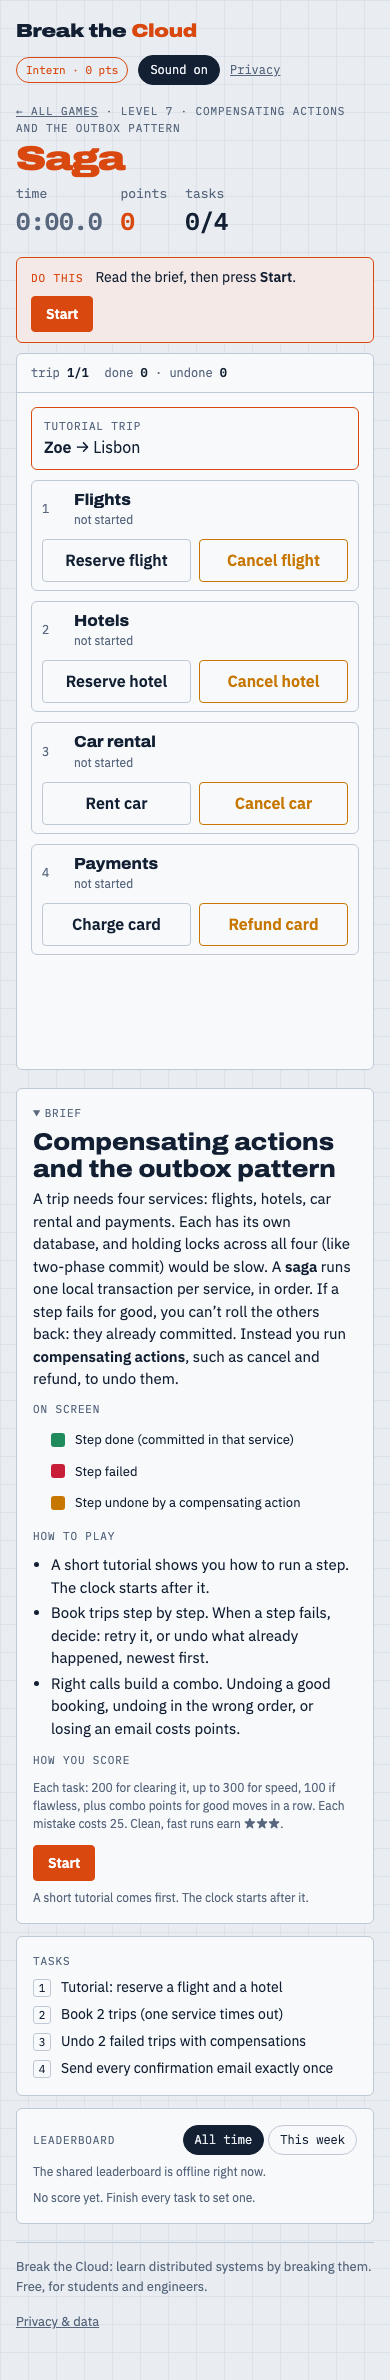 Break the Cloud
Intern · 0 pts
Sound on
Privacy
← ALL GAMES · LEVEL 7 · COMPENSATING ACTIONS
AND THE OUTBOX PATTERN
Saga
time points tasks
0:00.0 0 0/4
DO THIS Read the brief, then press Start.
Start
trip 1/1 done 0 · undone 0
TUTORIAL TRIP
Zoe → Lisbon
1 Flights
not started
Reserve flight Cancel flight
2 Hotels
not started
Reserve hotel Cancel hotel
3 Car rental
not started
Rent car Cancel car
4 Payments
not started
Charge card Refund card
▼ BRIEF
Compensating actions
and the outbox pattern
A trip needs four services: flights, hotels, car
rental and payments. Each has its own
database, and holding locks across all four (like
two-phase commit) would be slow. A saga runs
one local transaction per service, in order. If a
step fails for good, you can’t roll the others
back: they already committed. Instead you run
compensating actions, such as cancel and
refund, to undo them.
ON SCREEN
Step done (committed in that service)
Step failed
Step undone by a compensating action
HOW TO PLAY
• A short tutorial shows you how to run a step.
The clock starts after it.
• Book trips step by step. When a step fails,
decide: retry it, or undo what already
happened, newest first.
• Right calls build a combo. Undoing a good
booking, undoing in the wrong order, or
losing an email costs points.
HOW YOU SCORE
Each task: 200 for clearing it, up to 300 for speed, 100 if
flawless, plus combo points for good moves in a row. Each
mistake costs 25. Clean, fast runs earn ★★★.
Start
A short tutorial comes first. The clock starts after it.
TASKS
1 Tutorial: reserve a flight and a hotel
2 Book 2 trips (one service times out)
3 Undo 2 failed trips with compensations
4 Send every confirmation email exactly once
LEADERBOARD All time This week
The shared leaderboard is offline right now.
No score yet. Finish every task to set one.
Break the Cloud: learn distributed systems by breaking them.
Free, for students and engineers.
Privacy & data